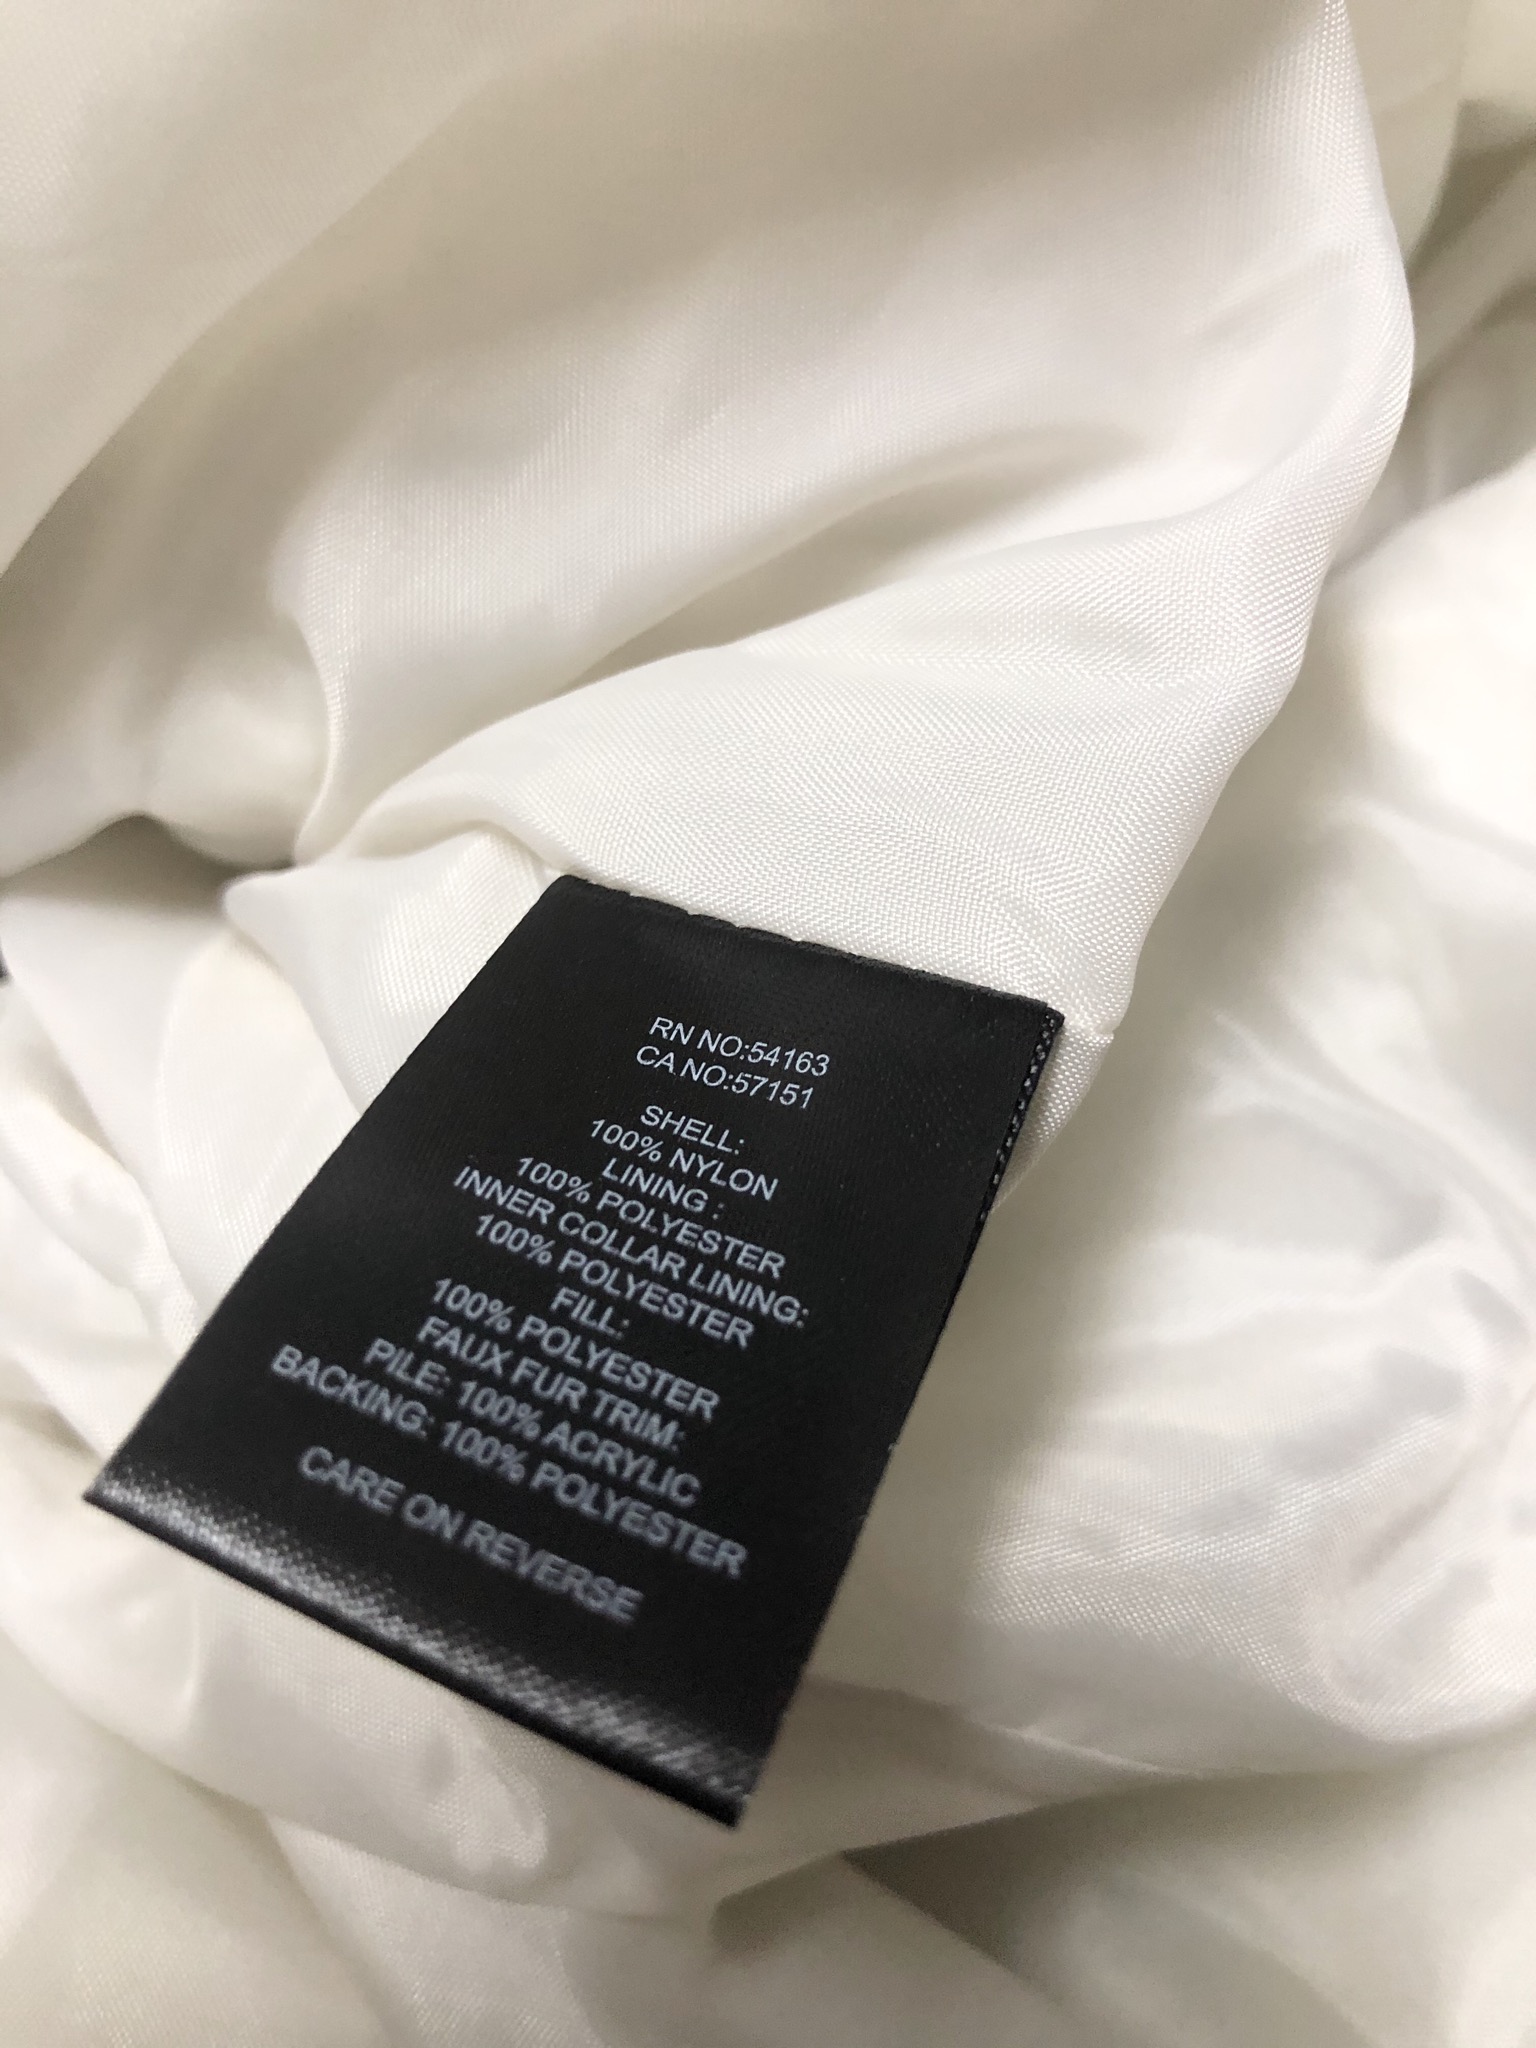 RN NO:54163
CA.NO:57151
SHELL:
100% NYLON
LINING :
100% POLYESTER
INNER COLLAR LINING:
100% POLYESTER
FILL:
100% POLYESTER
FAUX FUR TRIM:
PILE: 100% ACRYLIC
BACKING: 100% POLYESTER
CARE ON REVERSE